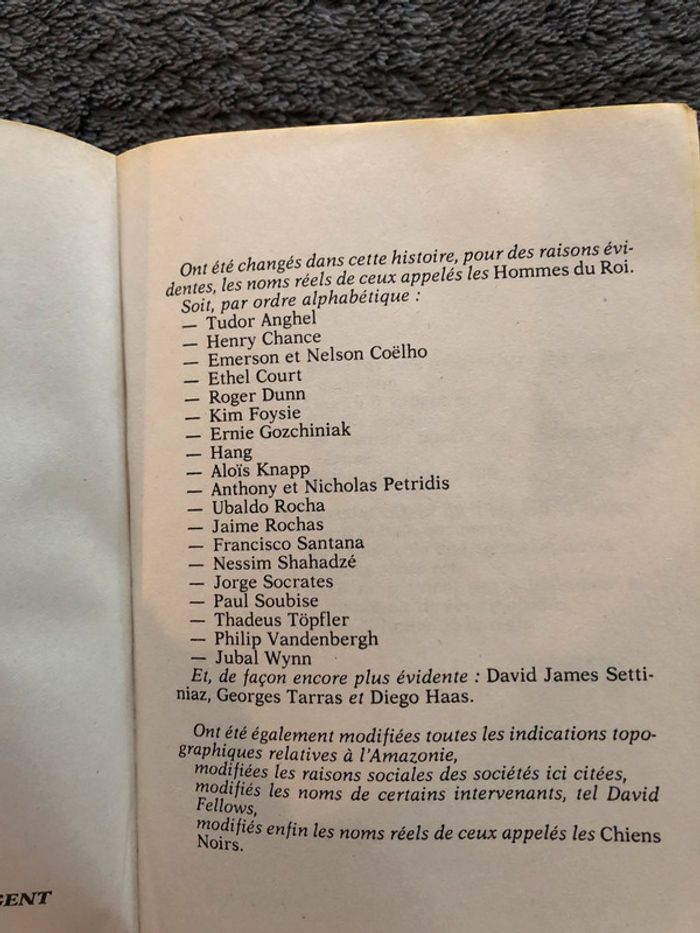 Ont été changés dans cette histoire, pour des raisons évi-
dentes, les noms réels de ceux appelés les Hommes du Roi.
Soit, par ordre alphabétique :
— Tudor Anghel
— Henry Chance
— Emerson et Nelson Coëlho
— Ethel Court
— Roger Dunn
— Kim Foysie
— Ernie Gozchiniak
— Hang
— Aloïs Knapp
— Anthony et Nicholas Petridis
— Ubaldo Rocha
— Jaime Rochas
— Francisco Santana
— Nessim Shahadzé
— Jorge Socrates
— Paul Soubise
— Thadeus Töpfler
— Philip Vandenbergh
— Jubal Wynn
Et, de façon encore plus évidente : David James Setti-
niaz, Georges Tarras et Diego Haas.
Ont été également modifiées toutes les indications topo-
graphiques relatives à l'Amazonie,
modifiées les raisons sociales des sociétés ici citées,
modifiés les noms de certains intervenants, tel David
Fellows,
modifiés enfin les noms réels de ceux appelés les Chiens
Noirs.
GENT